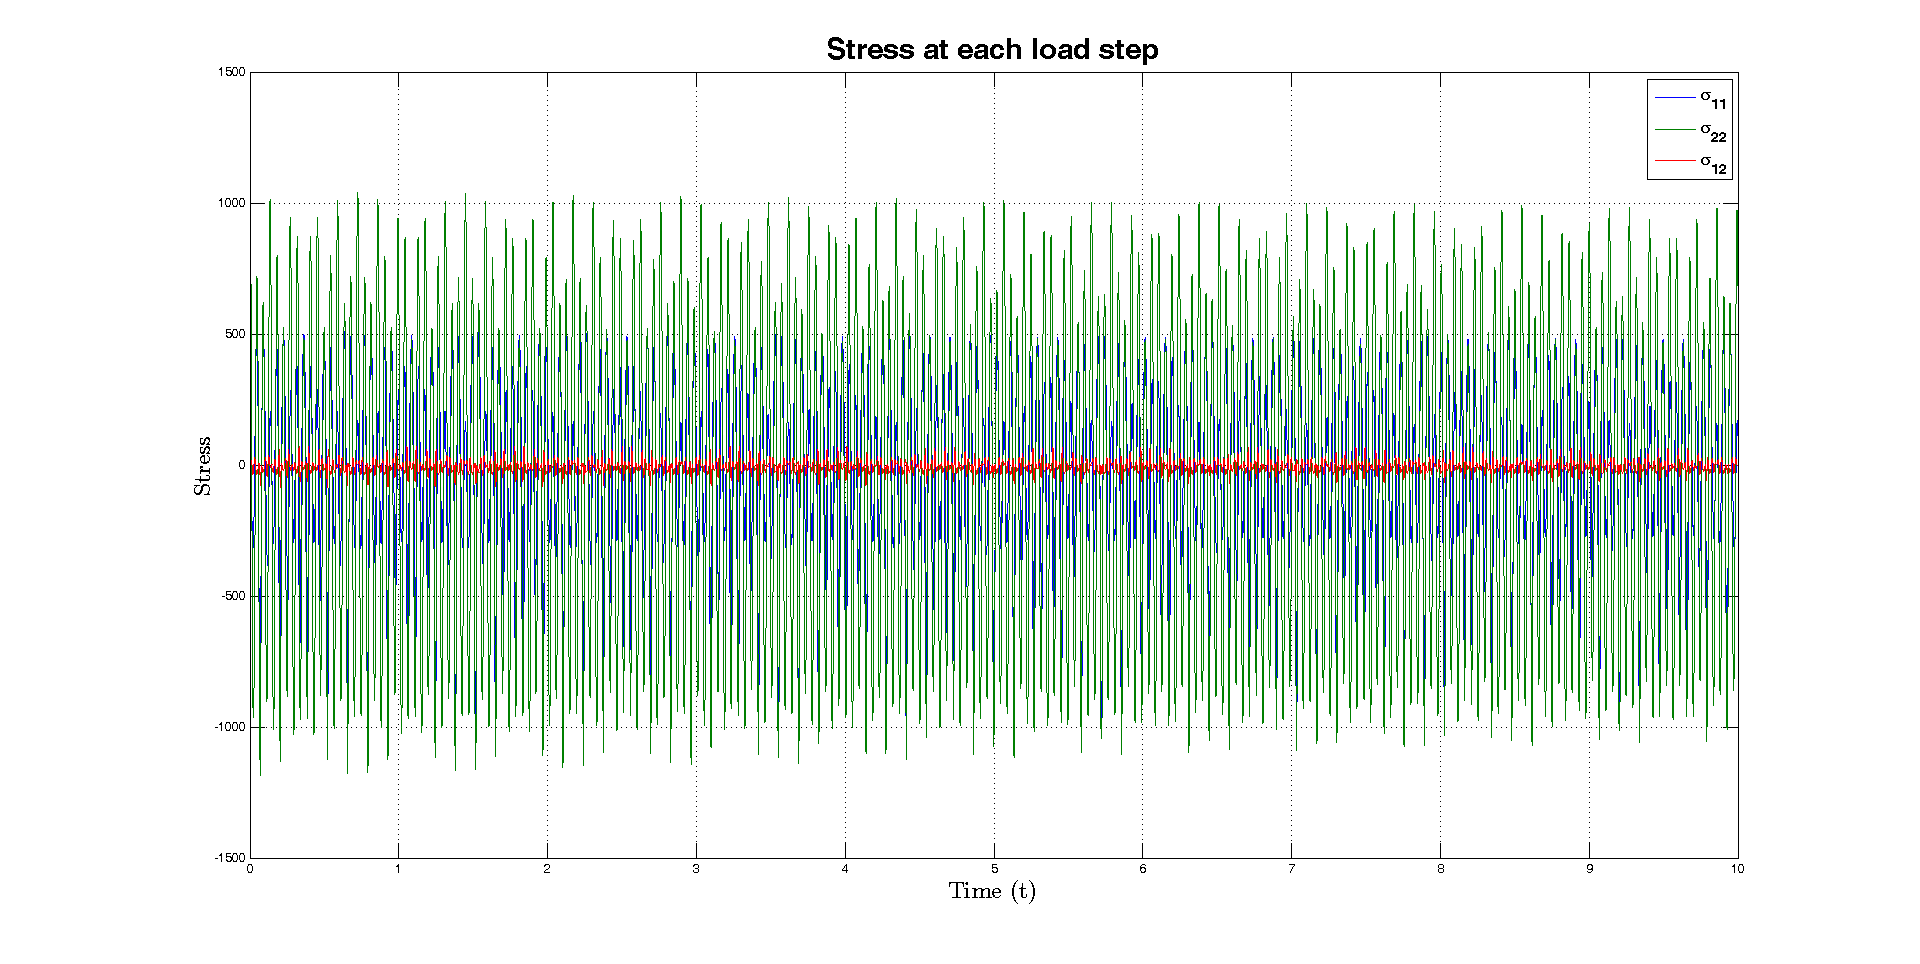 Stress at each load step
1500
1000
500
0
-500
-1000
-1500
Stress
σ11
σ22
σ12
0 1 2 3 4 5 6 7 8 9 10
Time (t)